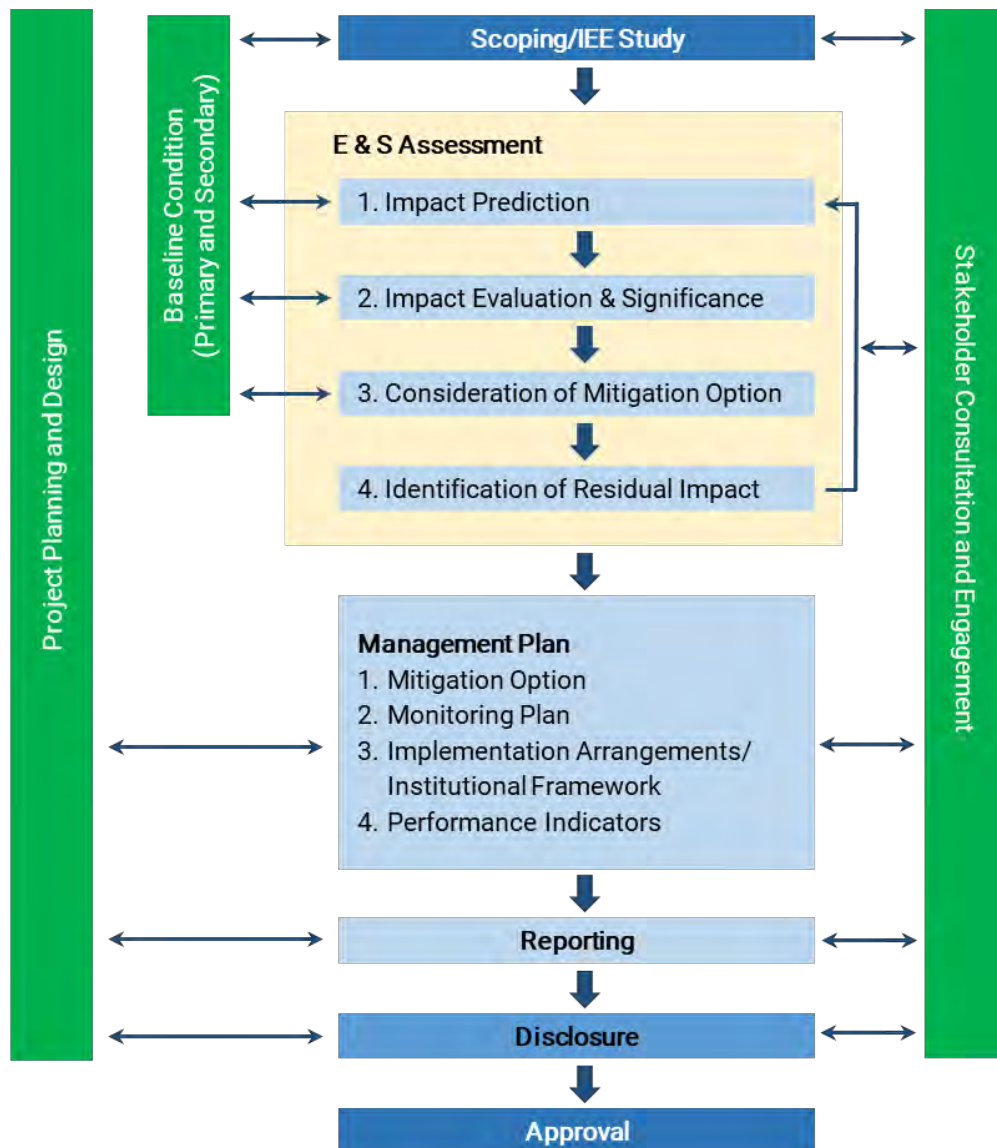 Scoping/IEE Study
Baseline Condition
(Primary and Secondary)
E & S Assessment
1. Impact Prediction
2. Impact Evaluation & Significance
3. Consideration of Mitigation Option
4. Identification of Residual Impact
Project Planning and Design
Stakeholder Consultation and Engagement
Management Plan
1. Mitigation Option
2. Monitoring Plan
3. Implementation Arrangements/
Institutional Framework
4. Performance Indicators
Reporting
Disclosure
Approval